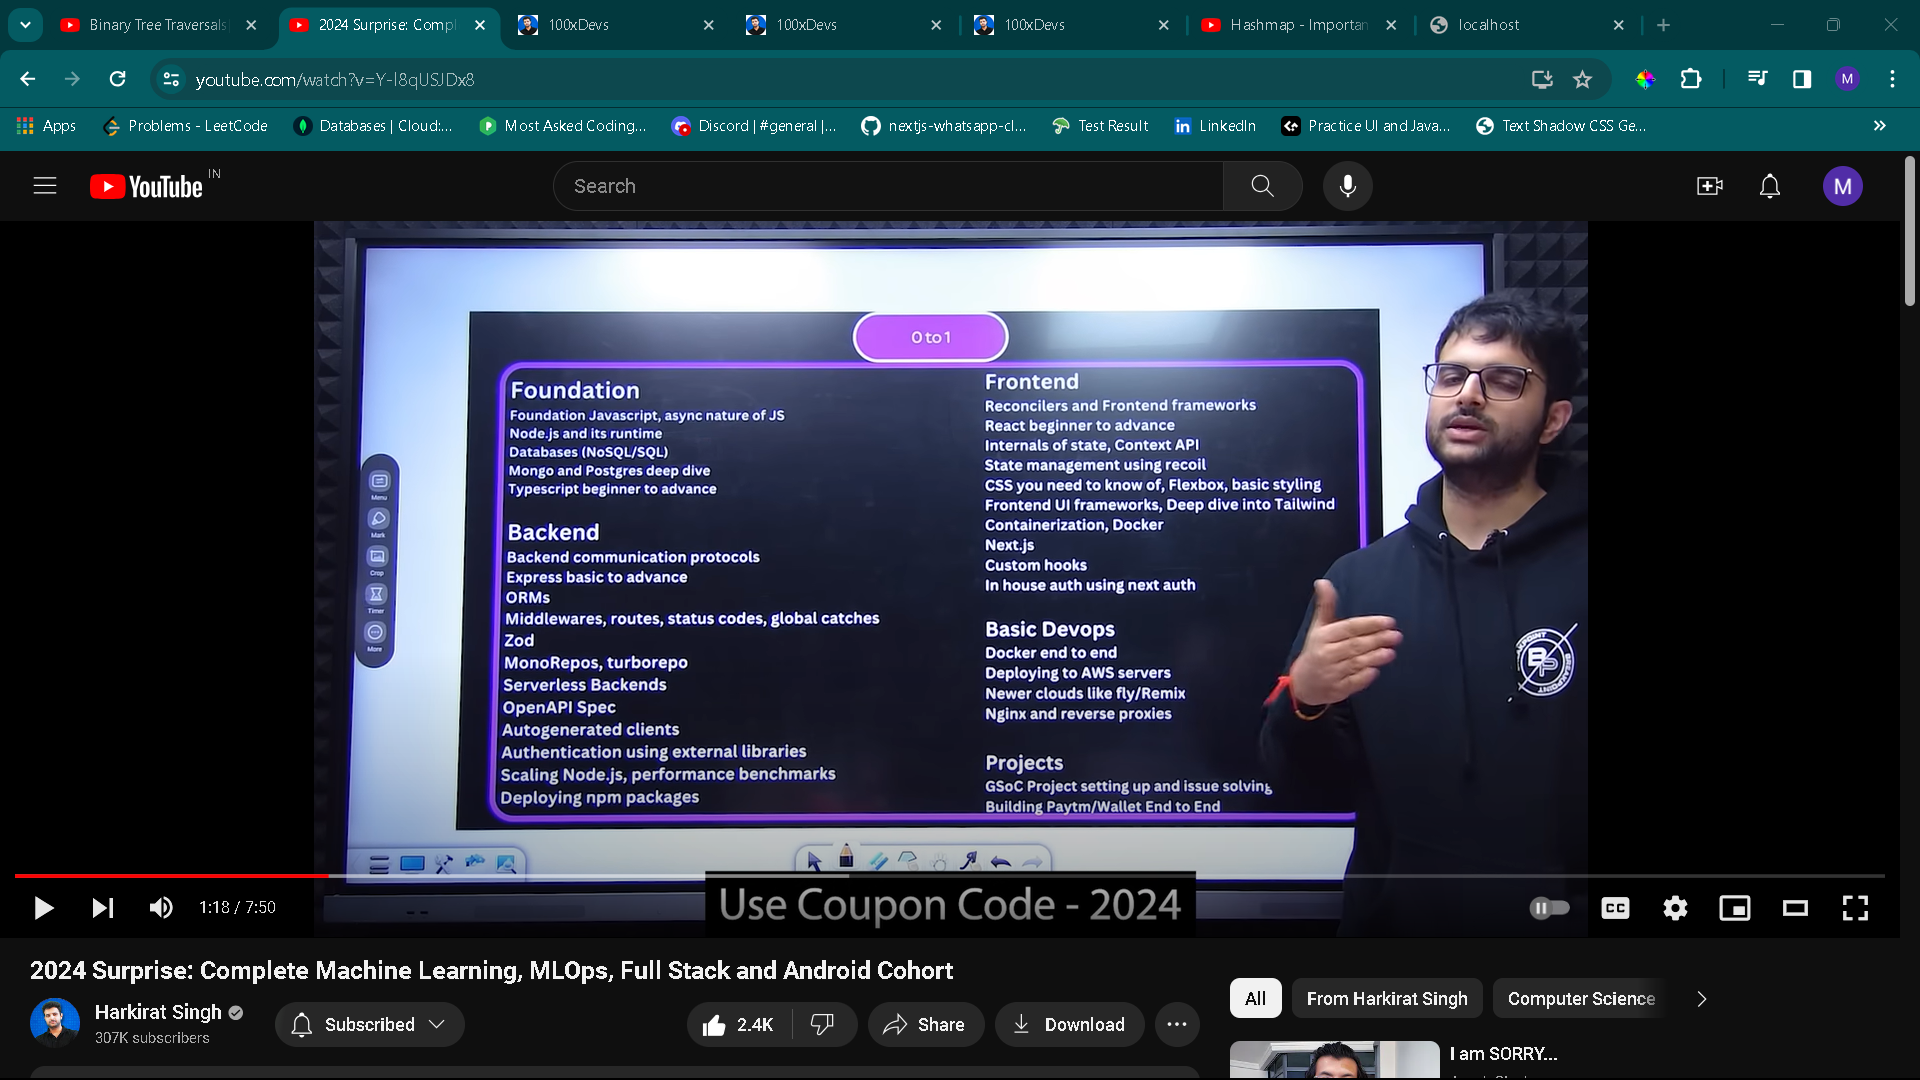 Binary Tree Traversals
2024 Surprise: Compl
100xDevs
100xDevs
100xDevs
Hashmap - Importan
localhost
youtube.com/watch?v=Y-I8qUSJDx8
M
Apps
Problems - LeetCode
Databases | Cloud:...
Most Asked Coding...
Discord | #general |...
nextjs-whatsapp-cl...
Test Result
LinkedIn
Practice UI and Java...
Text Shadow CSS Ge...
YouTube IN
Search
M
0 to 1
Foundation
Foundation Javascript, async nature of JS
Node.js and its runtime
Databases (NoSQL/SQL)
Mongo and Postgres deep dive
Typescript beginner to advance
Backend
Backend communication protocols
Express basic to advance
ORMs
Middlewares, routes, status codes, global catches
Zod
MonoRepos, turborepo
Serverless Backends
OpenAPI Spec
Autogenerated clients
Authentication using external libraries
Scaling Node.js, performance benchmarks
Deploying npm packages
Frontend
Reconcilers and Frontend frameworks
React beginner to advance
Internals of state, Context API
State management using recoil
CSS you need to know of, Flexbox, basic styling
Frontend UI frameworks, Deep dive into Tailwind
Containerization, Docker
Next.js
Custom hooks
In house auth using next auth
Basic Devops
Docker end to end
Deploying to AWS servers
Newer clouds like fly/Remix
Nginx and reverse proxies
Projects
GSoC Project setting up and issue solving
Building Paytm/Wallet End to End
Menu
Mark
Crop
Timer
More
BP
BREAKPOINT
BREAKPOINT
Use Coupon Code - 2024
1:18 / 7:50
CC
2024 Surprise: Complete Machine Learning, MLOps, Full Stack and Android Cohort
Harkirat Singh
307K subscribers
Subscribed
2.4K
Share
Download
All
From Harkirat Singh
Computer Science
I am SORRY...